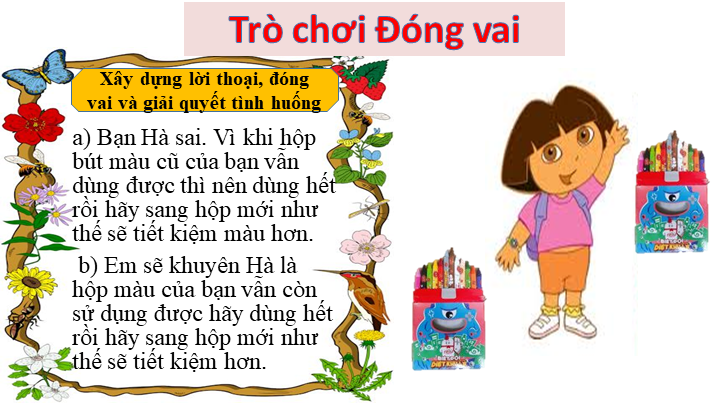 Trò chơi Đóng vai
Xây dựng lời thoại, đóng
vai và giải quyết tình huống
a) Bạn Hà sai. Vì khi hộp
bút màu cũ của bạn vẫn
dùng được thì nên dùng hết
rồi hãy sang hộp mới như
thế sẽ tiết kiệm màu hơn.
b) Em sẽ khuyên Hà là
hộp màu của bạn vẫn còn
sử dụng được hãy dùng hết
rồi hãy sang hộp mới như
thế sẽ tiết kiệm hơn.